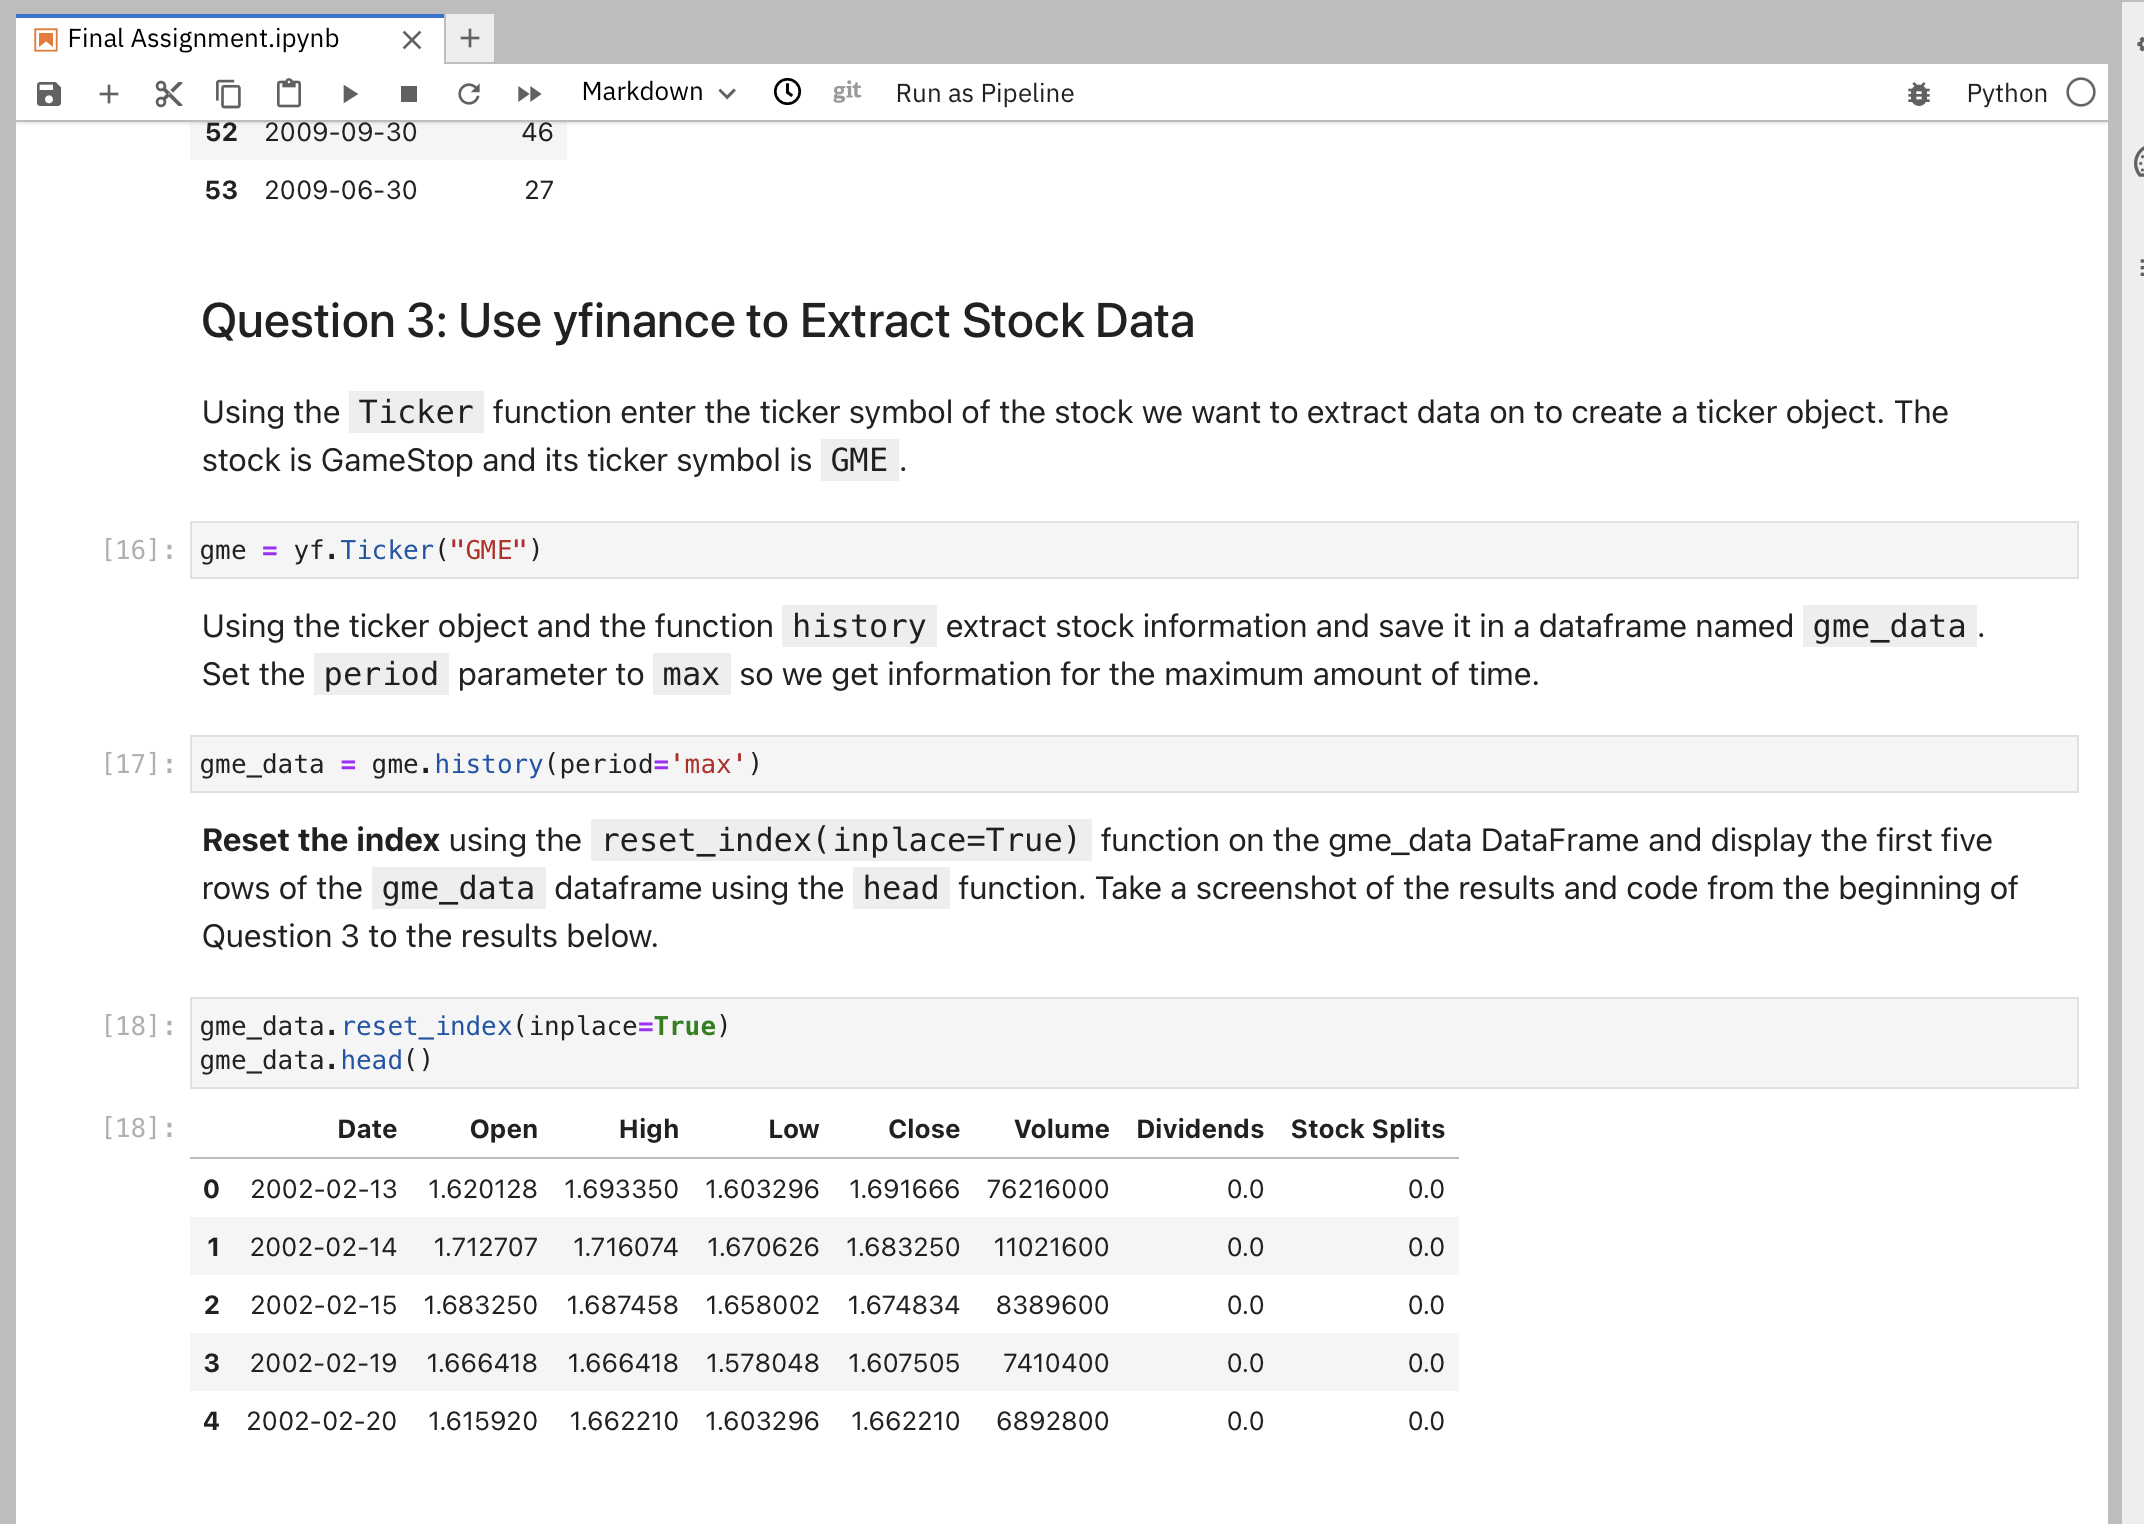 Final Assignment.ipynb
Markdown git Run as Pipeline Python
52 2009-09-30 46
53 2009-06-30 27
Question 3: Use yfinance to Extract Stock Data
Using the Ticker function enter the ticker symbol of the stock we want to extract data on to create a ticker object. The
stock is GameStop and its ticker symbol is GME .
[16]: gme = yf.Ticker("GME")
Using the ticker object and the function history extract stock information and save it in a dataframe named gme_data .
Set the period parameter to max so we get information for the maximum amount of time.
[17]: gme_data = gme.history(period='max')
Reset the index using the reset_index(inplace=True) function on the gme_data DataFrame and display the first five
rows of the gme_data dataframe using the head function. Take a screenshot of the results and code from the beginning of
Question 3 to the results below.
[18]: gme_data.reset_index(inplace=True)
gme_data.head()
[18]: Date Open High Low Close Volume Dividends Stock Splits
0 2002-02-13 1.620128 1.693350 1.603296 1.691666 76216000 0.0 0.0
1 2002-02-14 1.712707 1.716074 1.670626 1.683250 11021600 0.0 0.0
2 2002-02-15 1.683250 1.687458 1.658002 1.674834 8389600 0.0 0.0
3 2002-02-19 1.666418 1.666418 1.578048 1.607505 7410400 0.0 0.0
4 2002-02-20 1.615920 1.662210 1.603296 1.662210 6892800 0.0 0.0